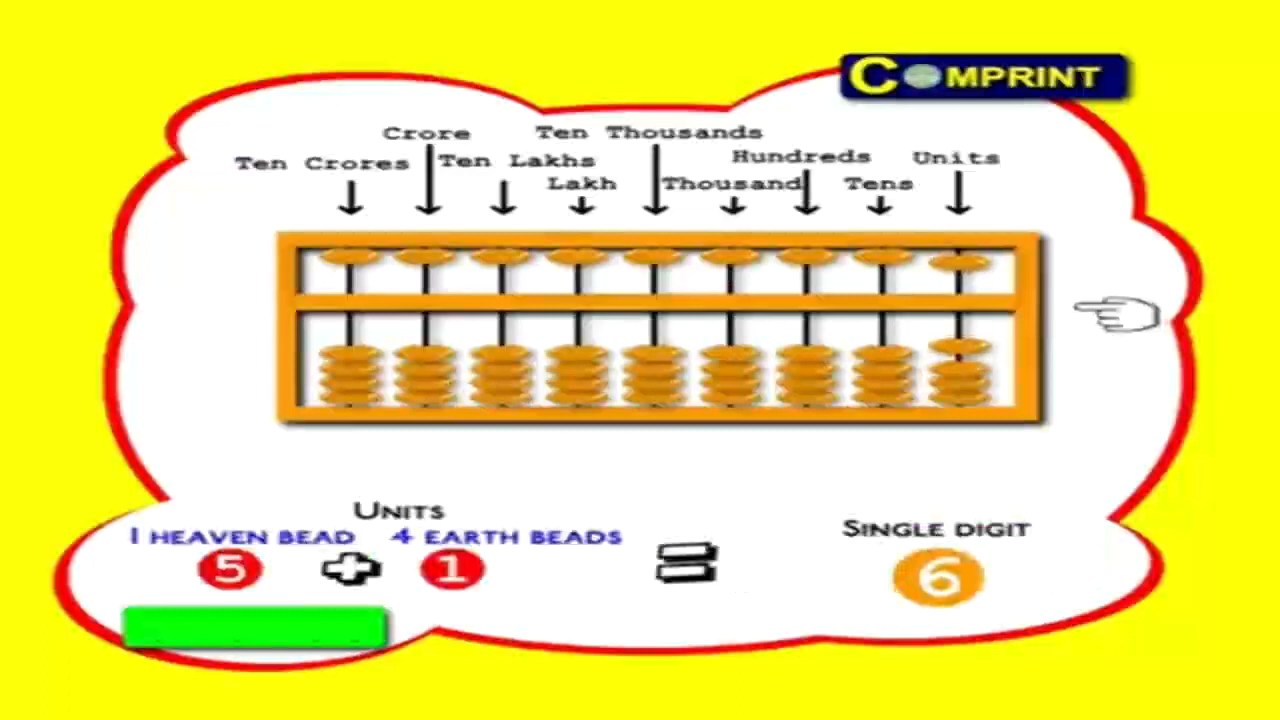 COMPRINT
Crore Ten Thousands
Ten Crores Ten Lakhs Hundreds Units
Lakh Thousand Tens
UNITS
1 HEAVEN BEAD 4 EARTH BEADS
SINGLE DIGIT
5 + 1 = 6